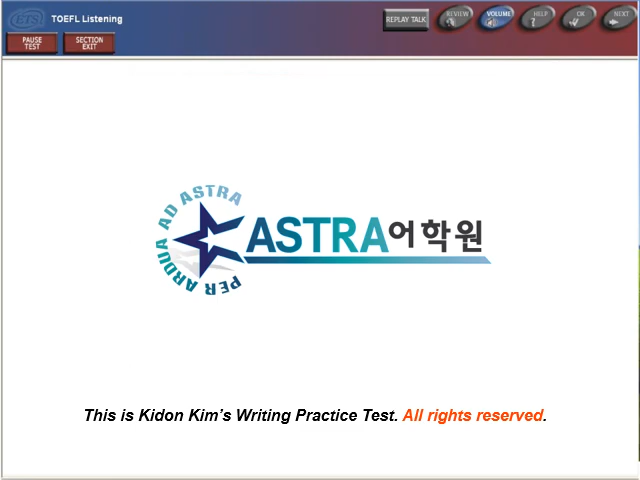 ETS TOEFL Listening
REPLAY TALK
REVIEW
VOLUME
HELP
?
OK
NEXT
PAUSE
TEST
SECTION
EXIT
PER ARDUA AD ASTRA
ASTRA어학원
This is Kidon Kim's Writing Practice Test. All rights reserved.